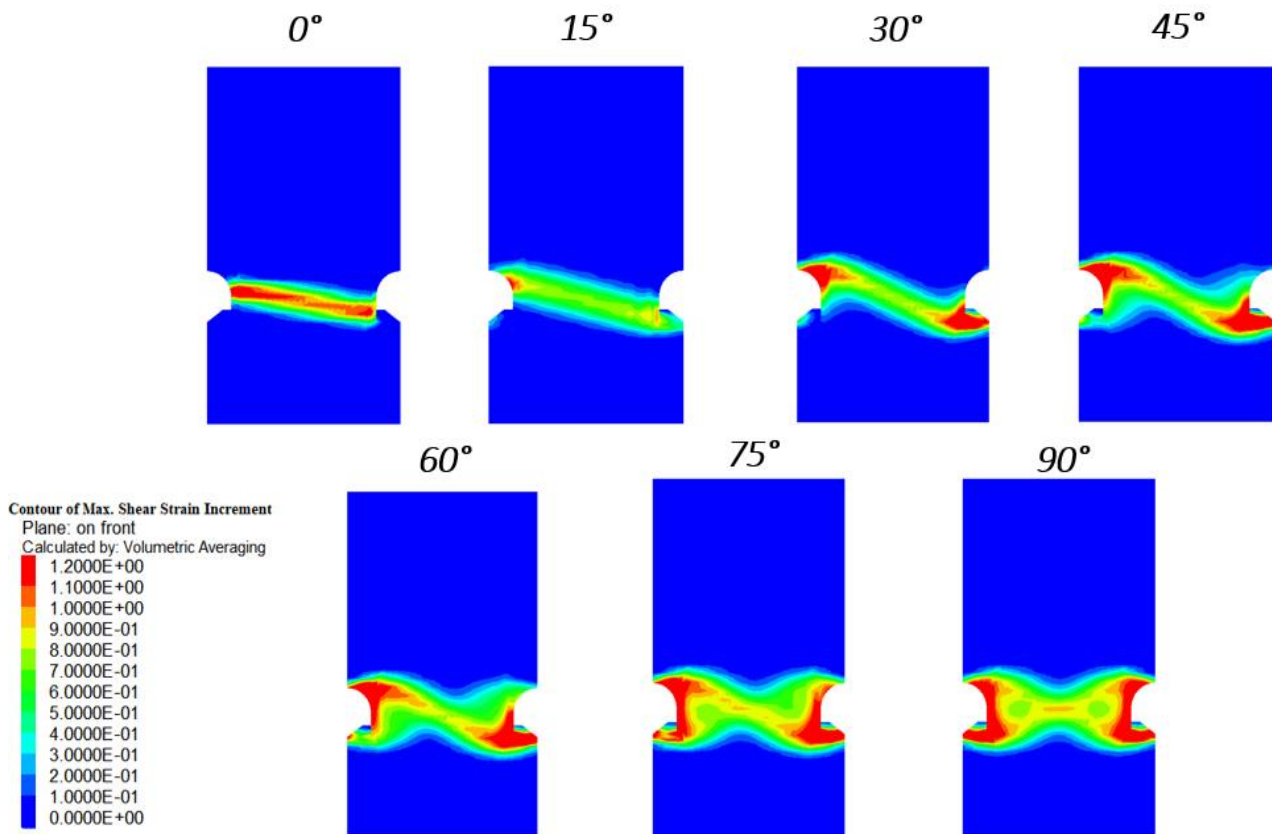 0°
15°
30°
45°
60°
75°
90°
Contour of Max. Shear Strain Increment
Plane: on front
Calculated by: Volumetric Averaging
1.2000E+00
1.1000E+00
1.0000E+00
9.0000E-01
8.0000E-01
7.0000E-01
6.0000E-01
5.0000E-01
4.0000E-01
3.0000E-01
2.0000E-01
1.0000E-01
0.0000E+00